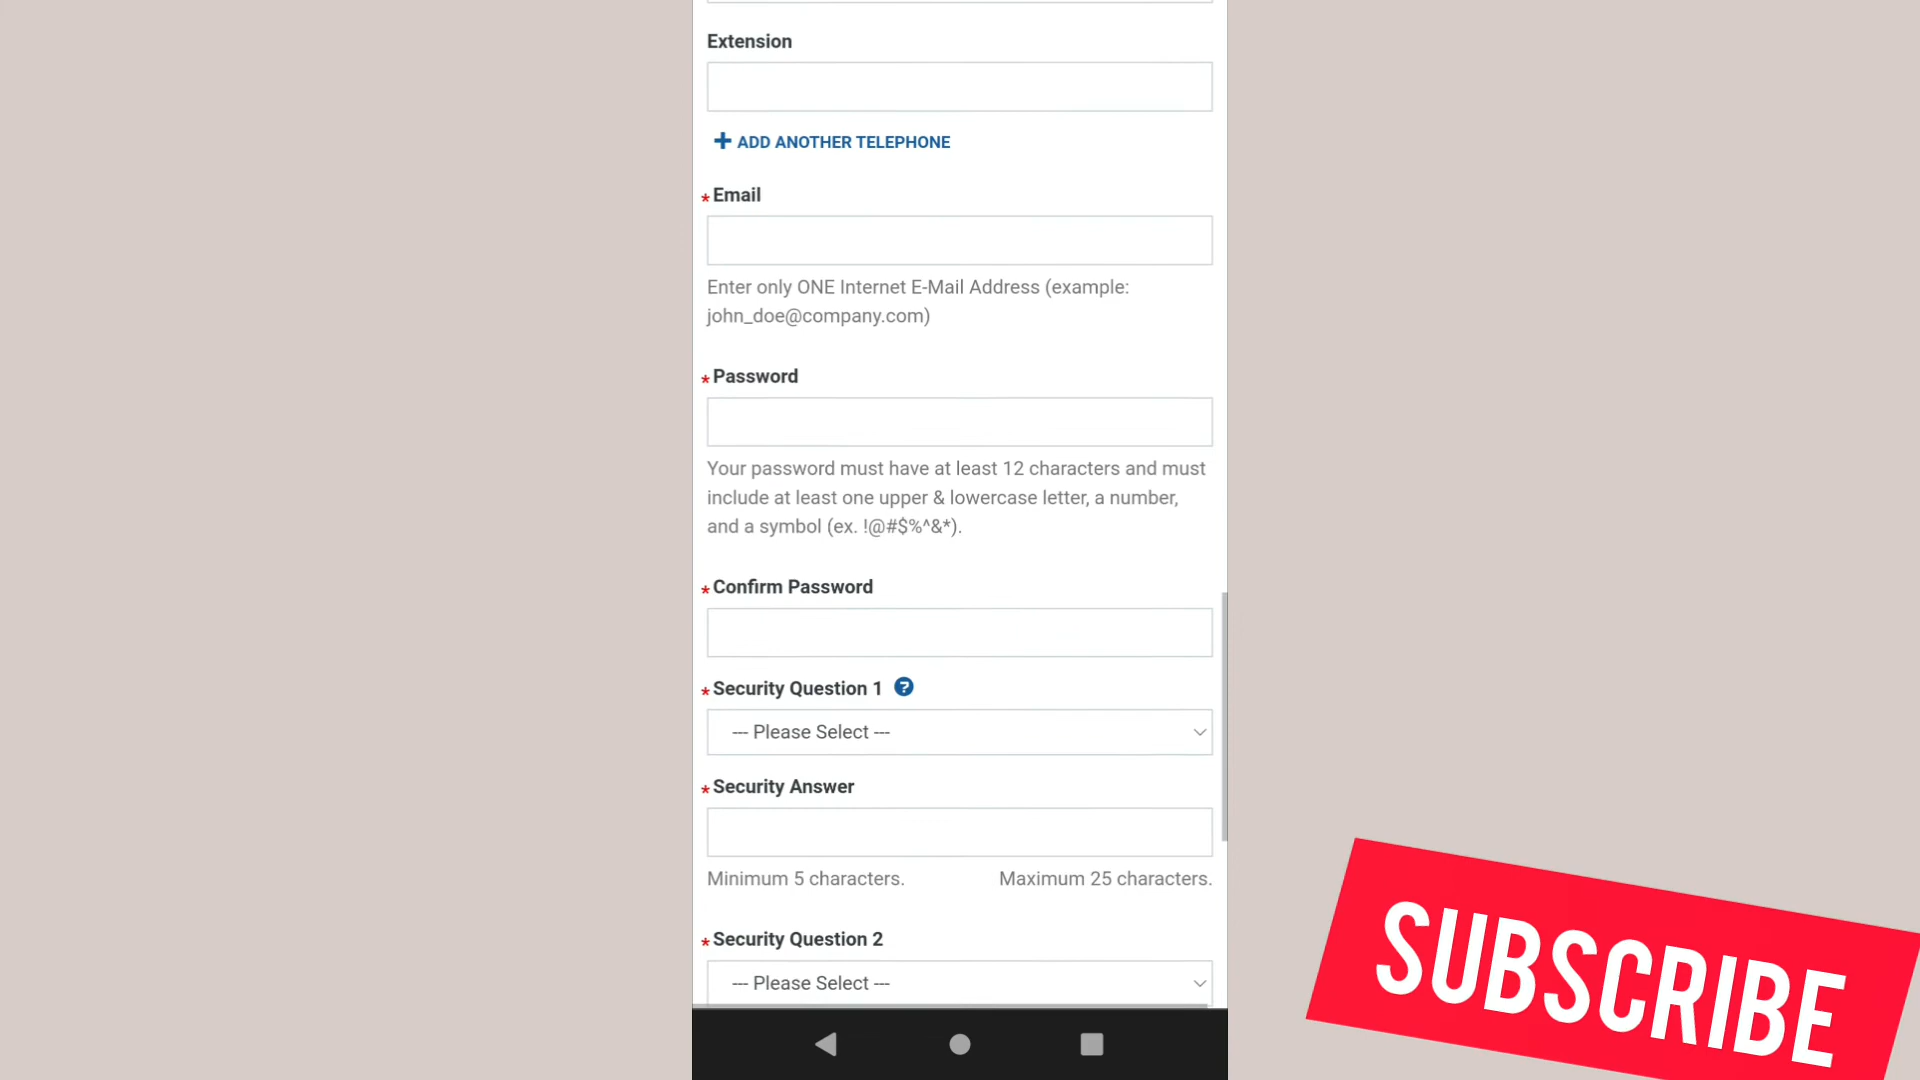 Extension
ADD ANOTHER TELEPHONE
* Email
Enter only ONE Internet E-Mail Address (example:
john_doe@company.com)
* Password
Your password must have at least 12 characters and must
include at least one upper & lowercase letter, a number,
and a symbol (ex. !@#$%^&*).
* Confirm Password
* Security Question 1 ?
--- Please Select ---
* Security Answer
Minimum 5 characters. Maximum 25 characters.
* Security Question 2
--- Please Select ---
SUBSCRIBE